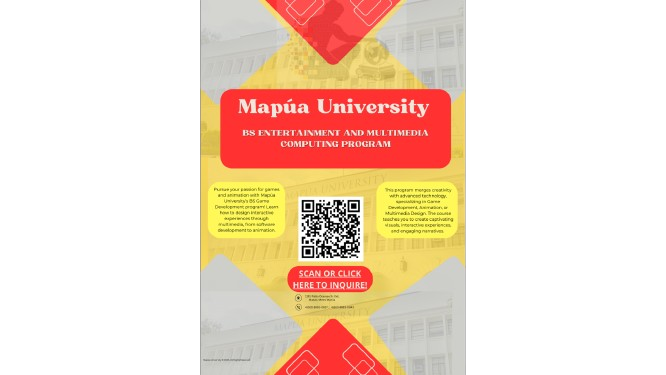 Mapúa University
BS ENTERTAINMENT AND MULTIMEDIA
COMPUTING PROGRAM
Pursue your passion for games
and animation with Mapúa
University's BS Game
Development program! Learn
how to design interactive
experiences through
multimedia, from software
development to animation.
This program merges creativity
with advanced technology,
specializing in Game
Development, Animation, or
Multimedia Design. This course
teaches you to create captivating
visuals, interactive experiences,
and engaging narratives.
SCAN OR CLICK
HERE TO INQUIRE!